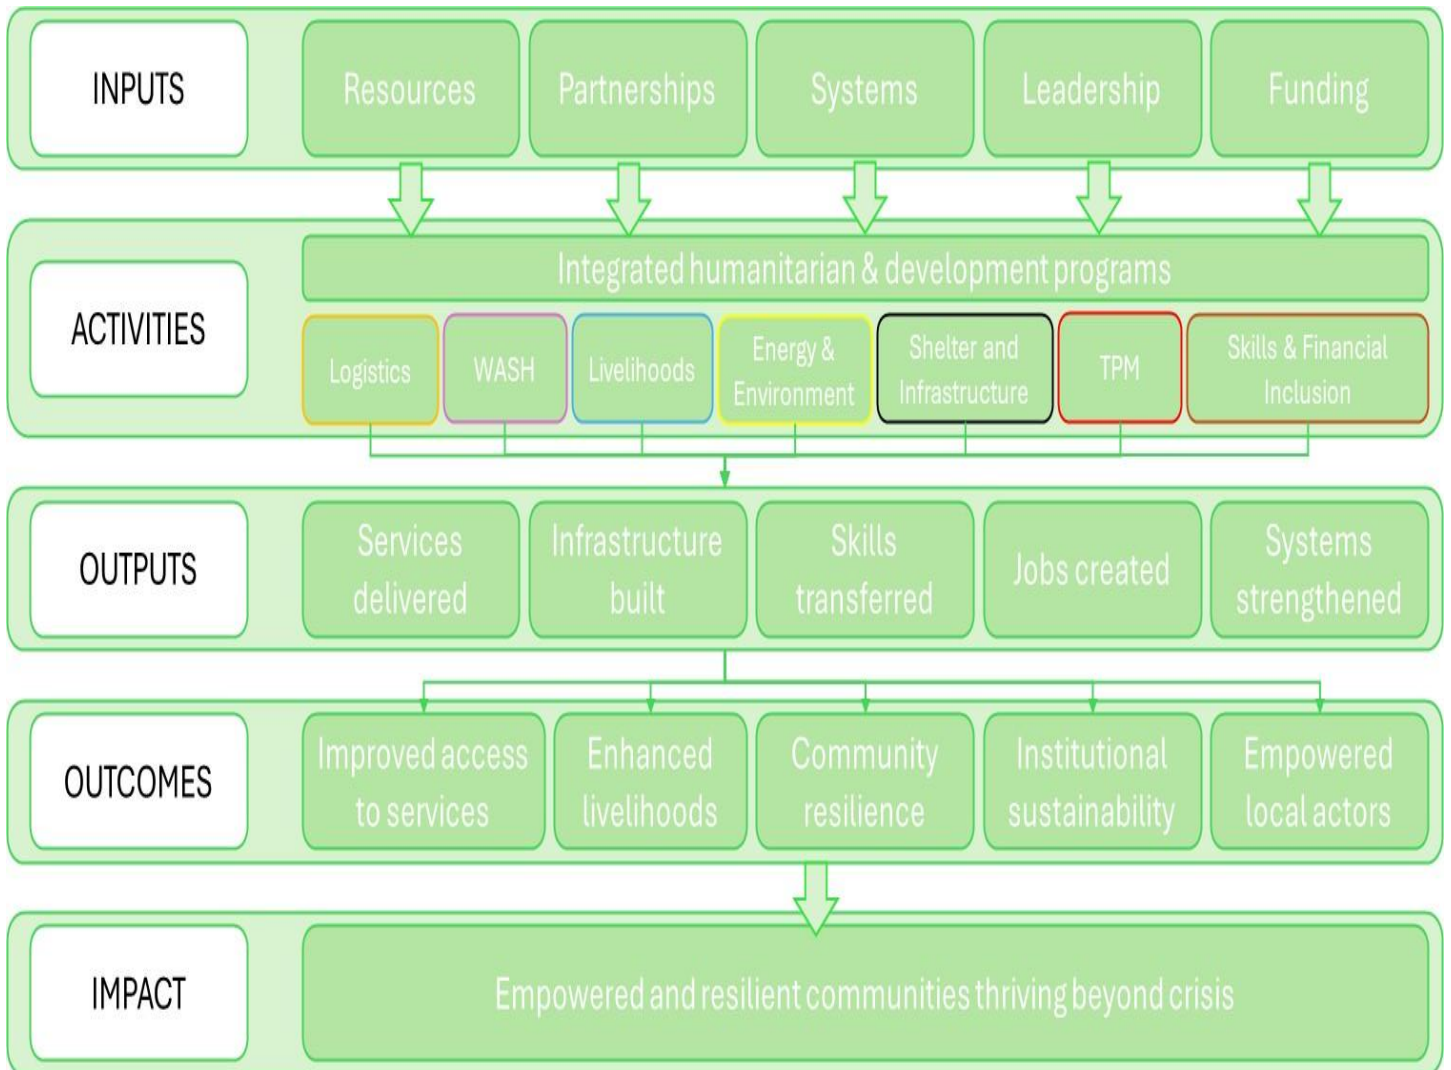 INPUTS
Resources
Partnerships
Systems
Leadership
Funding
ACTIVITIES
Integrated humanitarian & development programs
Logistics
WASH
Livelihoods
Energy &
Environment
Shelter and
Infrastructure
TPM
Skills & Financial
Inclusion
OUTPUTS
Services
delivered
Infrastructure
built
Skills
transferred
Jobs created
Systems
strengthened
OUTCOMES
Improved access
to services
Enhanced
livelihoods
Community
resilience
Institutional
sustainability
Empowered
local actors
IMPACT
Empowered and resilient communities thriving beyond crisis